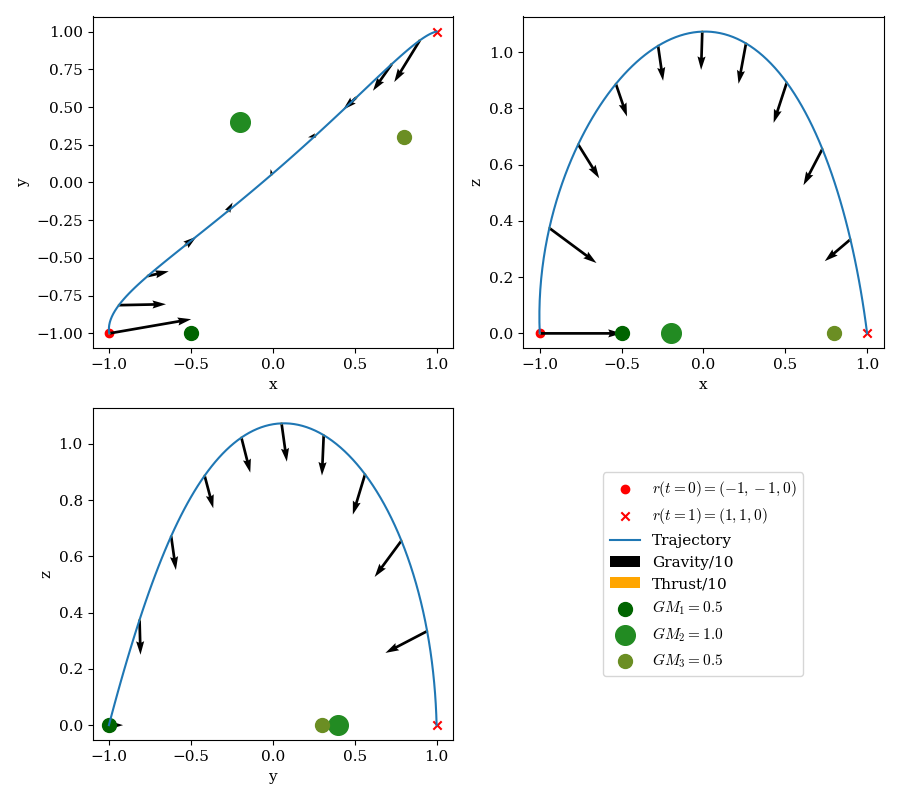 1.00
0.75
0.50
0.25
0.00
−0.25
−0.50
−0.75
−1.00
y
−1.0 −0.5 0.0 0.5 1.0
x
1.0
0.8
0.6
0.4
0.2
0.0
z
−1.0 −0.5 0.0 0.5 1.0
x
1.0
0.8
0.6
0.4
0.2
0.0
z
−1.0 −0.5 0.0 0.5 1.0
y
r(t = 0) = (−1, −1, 0)
r(t = 1) = (1, 1, 0)
Trajectory
Gravity/10
Thrust/10
GM₁ = 0.5
GM₂ = 1.0
GM₃ = 0.5